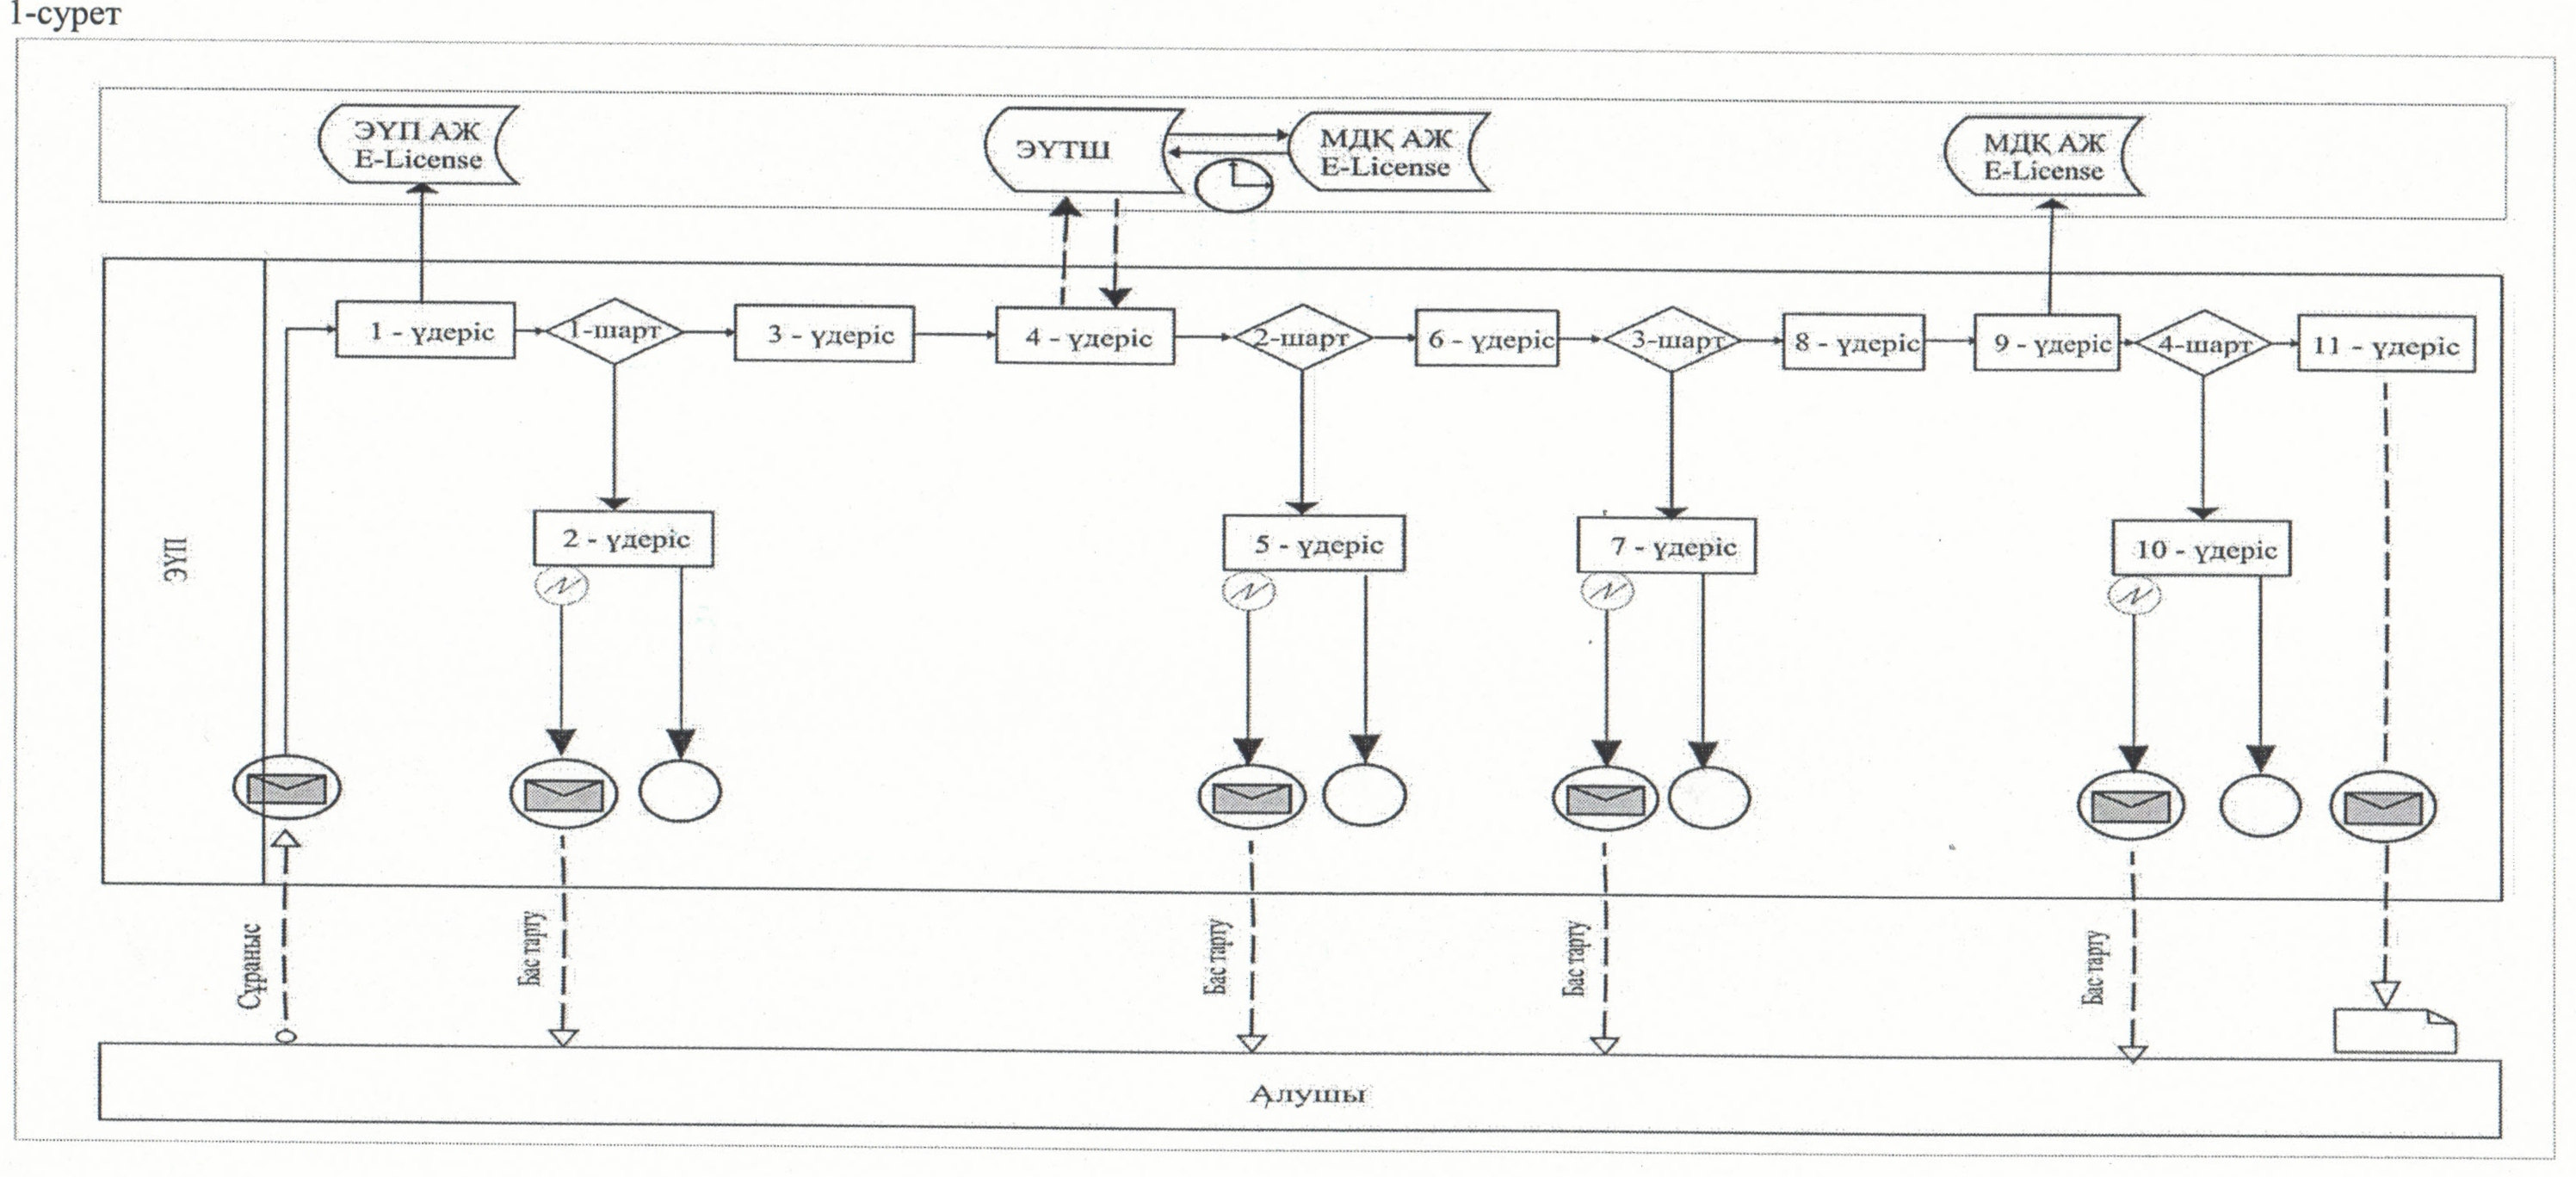 1-сурет
ЭҮП АЖ
E-License
ЭҮТШ
МДҚ АЖ
E-License
МДҚ АЖ
E-License
ЭҮП
1 - үдеріс
1-шарт
3 - үдеріс
4 - үдеріс
2-шарт
6 - үдеріс
3-шарт
8 - үдеріс
9 - үдеріс
4-шарт
11 - үдеріс
2 - үдеріс
5 - үдеріс
7 - үдеріс
10 - үдеріс
Сұраныс
Бас тарту
Бас тарту
Бас тарту
Бас тарту
Алушы